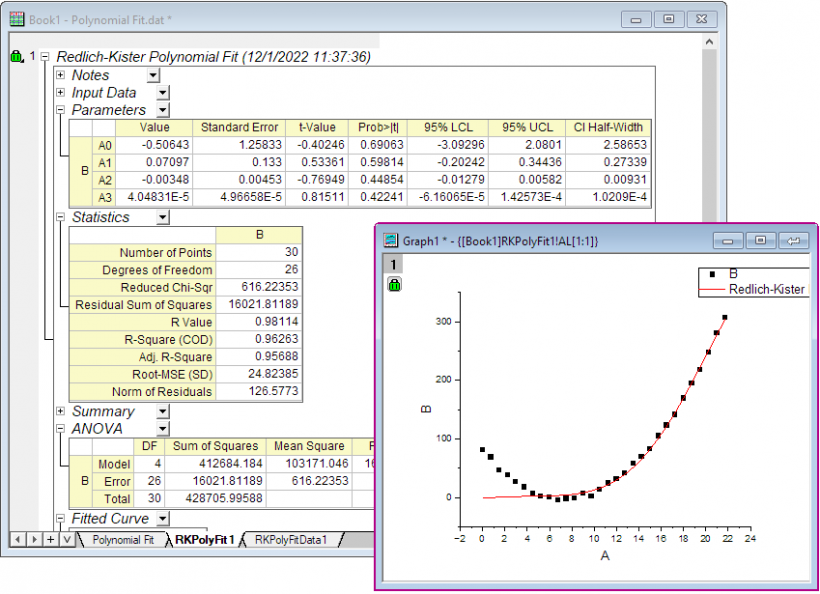 Book1 - Polynomial Fit.dat *
1 Redlich-Kister Polynomial Fit (12/1/2022 11:37:36)
Notes
Input Data
Parameters
Value Standard Error t-Value Prob>|t| 95% LCL 95% UCL CI Half-Width
B
A0 -0.50643 1.25833 -0.40246 0.69063 -3.09296 2.0801 2.58653
A1 0.07097 0.133 0.53361 0.59814 -0.20242 0.34436 0.27339
A2 -0.00348 0.00453 -0.76949 0.44854 -0.01279 0.00582 0.00931
A3 4.04831E-5 4.96658E-5 0.81511 0.42241 -6.16065E-5 1.42573E-4 1.0209E-4
Statistics
B
Number of Points 30
Degrees of Freedom 26
Reduced Chi-Sqr 616.22353
Residual Sum of Squares 16021.81189
R Value 0.98114
R-Square (COD) 0.96263
Adj. R-Square 0.95688
Root-MSE (SD) 24.82385
Norm of Residuals 126.5773
Summary
ANOVA
DF Sum of Squares Mean Square
B
Model 4 412684.184 103171.046
Error 26 16021.81189 616.22353
Total 30 428705.99588
Fitted Curve
Polynomial Fit RKPolyFit1 RKPolyFitData1
Graph1 * - {[Book1]RKPolyFit1!AL[1:1]}
1
B
Redlich-Kister
300
200
100
0
B
-2 0 2 4 6 8 10 12 14 16 18 20 22 24
A